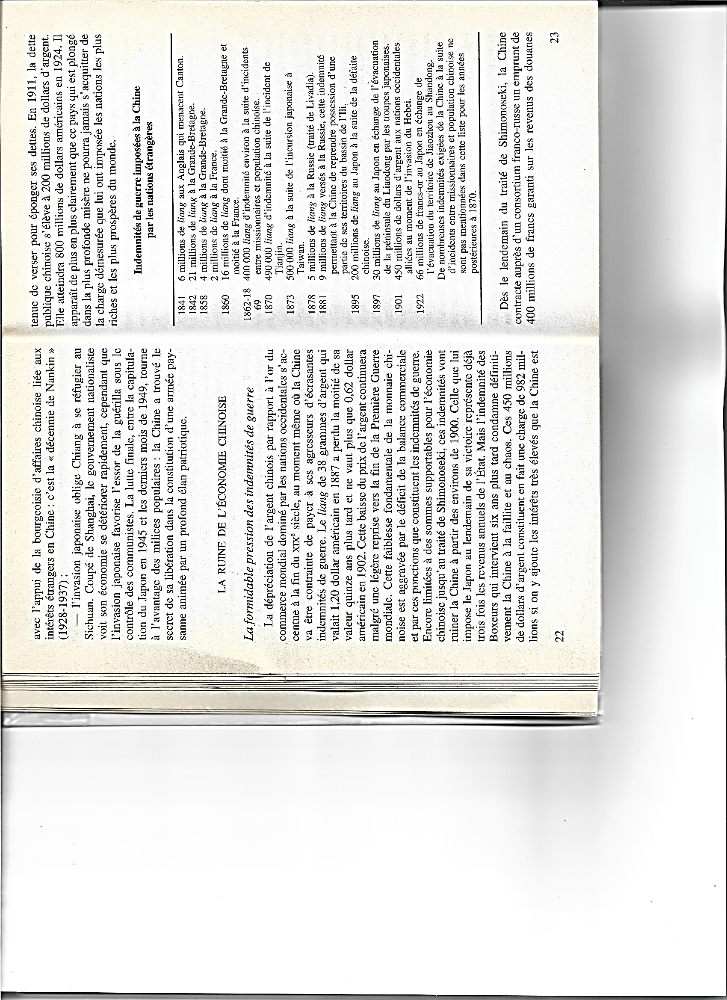 avec l'appui de la bourgeoisie d'affaires chinoise liée aux
intérêts étrangers en Chine : c'est la « décennie de Nankin »
(1928-1937) ;
— l'invasion japonaise oblige Chiang à se réfugier au
Sichuan. Coupé de Shanghai, le gouvernement nationaliste
voit son économie se détériorer rapidement, cependant que
l'invasion japonaise favorise l'essor de la guérilla sous le
contrôle des communistes. La lutte finale, entre la capitula-
tion du Japon en 1945 et les derniers mois de 1949, tourne
à l'avantage des milices populaires : la Chine a trouvé le
secret de sa libération dans la constitution d'une armée pay-
sanne animée par un profond élan patriotique.
LA RUINE DE L'ÉCONOMIE CHINOISE
La formidable pression des indemnités de guerre
La dépréciation de l'argent chinois par rapport à l'or du
commerce mondial dominé par les nations occidentales s'ac-
centue à la fin du XIXe siècle, au moment même où la Chine
va être contrainte de payer à ses agresseurs d'écrasantes
indemnités de guerre. Le liang de 38 grammes d'argent qui
valait 1,20 dollar américain en 1887 a perdu la moitié de sa
valeur quinze ans plus tard et ne vaut plus que 0,62 dollar
américain en 1902. Cette baisse du prix de l'argent continuera
malgré une légère reprise vers la fin de la Première Guerre
mondiale. Cette faiblesse fondamentale de la monnaie chi-
noise est aggravée par le déficit de la balance commerciale
et par ces ponctions que constituent les indemnités de guerre.
Encore limitées à des sommes supportables pour l'économie
chinoise jusqu'au traité de Shimonoseki, ces indemnités vont
ruiner la Chine à partir des environs de 1900. Celle que lui
impose le Japon au lendemain de sa victoire représente déjà
trois fois les revenus annuels de l'État. Mais l'indemnité des
Boxeurs qui intervient six ans plus tard condamne définiti-
vement la Chine à la faillite et au chaos. Ces 450 millions
de dollars d'argent constituent en fait une charge de 982 mil-
lions si on y ajoute les intérêts très élevés que la Chine est
22
tenue de verser pour éponger ses dettes. En 1911, la dette
publique chinoise s'élève à 200 millions de dollars d'argent.
Elle atteindra 800 millions de dollars américains en 1924. Il
apparaît de plus en plus clairement que ce pays qui est plongé
dans la plus profonde misère ne pourra jamais s'acquitter de
la charge démesurée que lui ont imposée les nations les plus
riches et les plus prospères du monde.
Indemnités de guerre imposées à la Chine
par les nations étrangères
1841 6 millions de liang aux Anglais qui menacent Canton.
1842 21 millions de liang à la Grande-Bretagne.
1858 4 millions de liang à la Grande-Bretagne.
2 millions de liang à la France.
1860 16 millions de liang dont moitié à la Grande-Bretagne et
moitié à la France.
1862-18 400 000 liang d'indemnité environ à la suite d'incidents
69 entre missionnaires et population chinoise.
1870 490 000 liang d'indemnité à la suite de l'incident de
Tianjin.
1873 500 000 liang à la suite de l'incursion japonaise à
Taiwan.
1878 5 millions de liang à la Russie (traité de Livadia).
1881 9 millions de liang versés à la Russie, cette indemnité
permettant à la Chine de reprendre possession d'une
partie de ses territoires du bassin de l'Ili.
1895 200 millions de liang au Japon à la suite de la défaite
chinoise.
1897 30 millions de liang au Japon en échange de l'évacuation
de la péninsule du Liaodong par les troupes japonaises.
1901 450 millions de dollars d'argent aux nations occidentales
alliées au moment de l'invasion du Hebei.
1922 66 millions de francs-or au Japon en échange de
l'évacuation du territoire de Jiaozhou au Shandong.
De nombreuses indemnités exigées de la Chine à la suite
d'incidents entre missionnaires et population chinoise ne
sont pas mentionnées dans cette liste pour les années
postérieures à 1870.
Dès le lendemain du traité de Shimonoseki, la Chine
contracte auprès d'un consortium franco-russe un emprunt de
400 millions de francs garanti sur les revenus des douanes
23